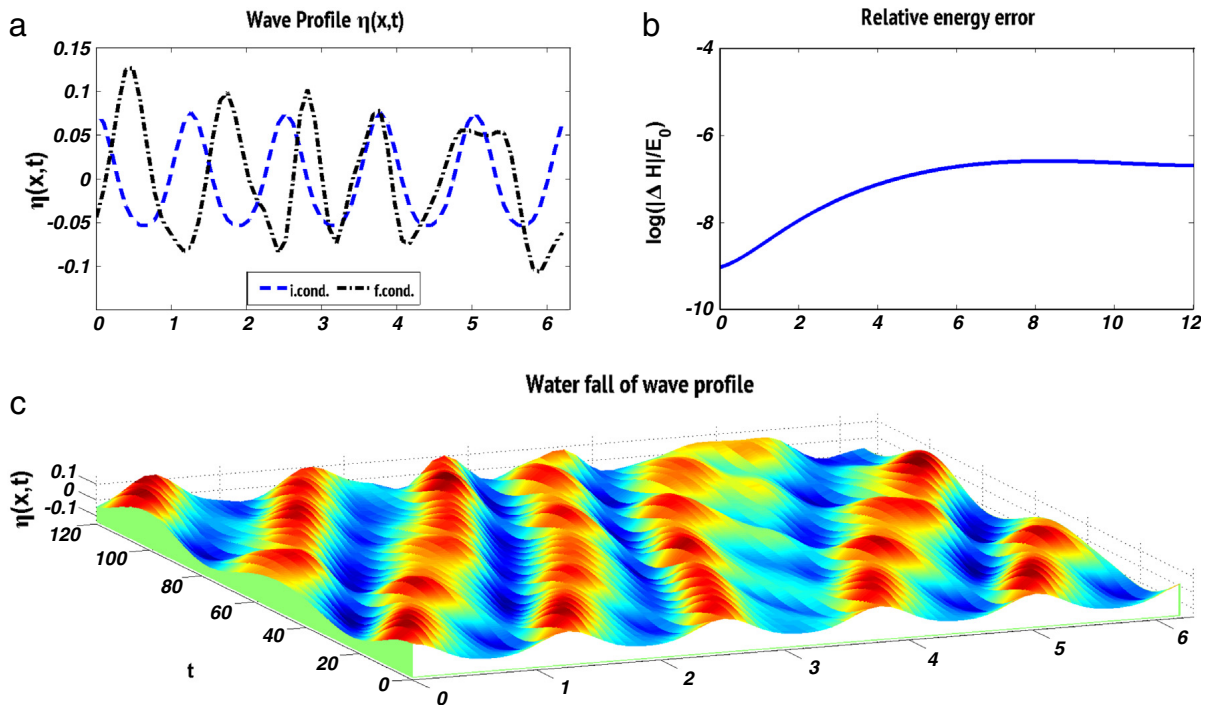 a
Wave Profile η(x,t)
0.15
0.1
0.05
0
-0.05
-0.1
η(x,t)
i.cond.
f.cond.
0 1 2 3 4 5 6
b
Relative energy error
-4
-6
-8
-10
log(|Δ H|/E₀)
0 2 4 6 8 10 12
c
Water fall of wave profile
η(x,t)
0.1
0
-0.1
120
100
80
60
40
20
0
t
0 1 2 3 4 5 6